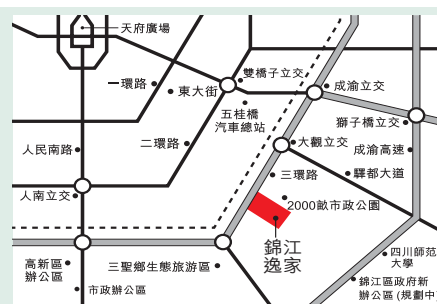 天府廣場
雙橋子立交
一環路
東大街
成渝立交
五桂橋
汽車總站
獅子橋立交
人民南路
二環路
大觀立交
成渝高速
三環路
驛都大道
人南立交
2000畝市政公園
錦江
逸家
高新區
辦公區
三聖鄉生態旅游區
四川師范
大學
市政辦公區
錦江區政府新
辦公區 (規劃中)